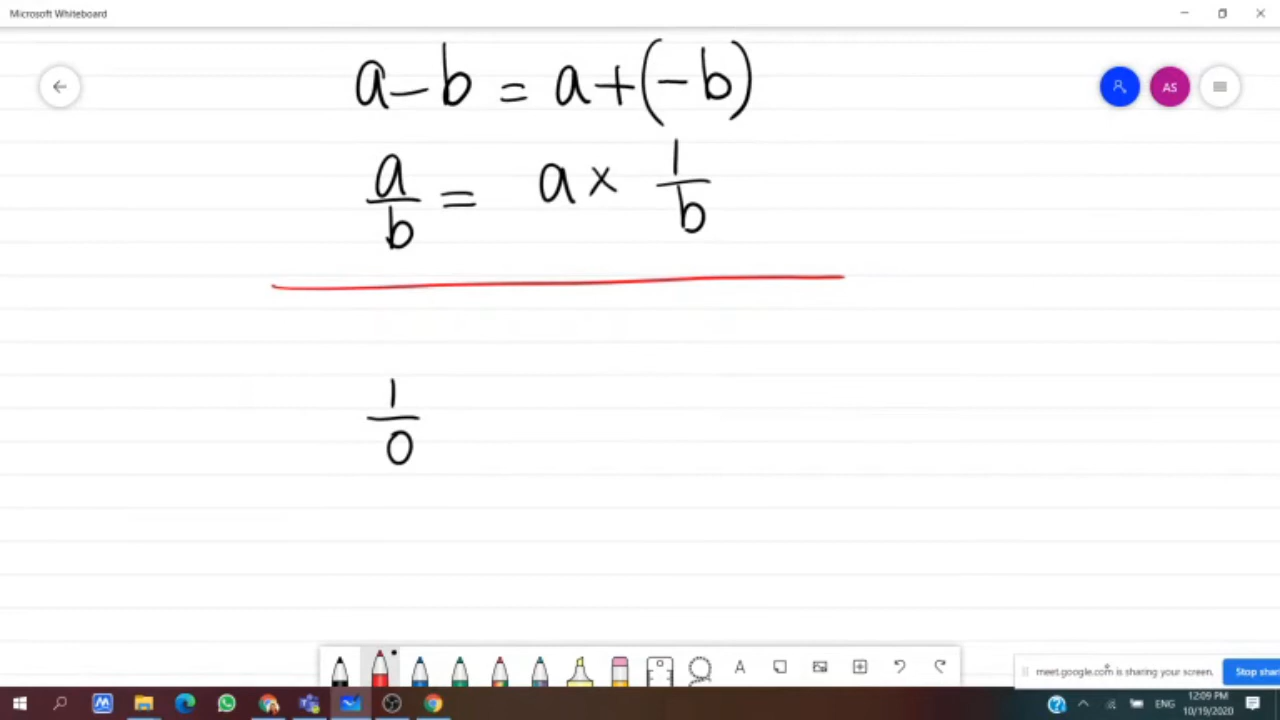 Microsoft Whiteboard
a - b = a + (-b)
a/b = a × 1/b
1/0
AS
A
meet.google.com is sharing your screen.
Stop shar
ENG
12:09 PM
10/19/2020